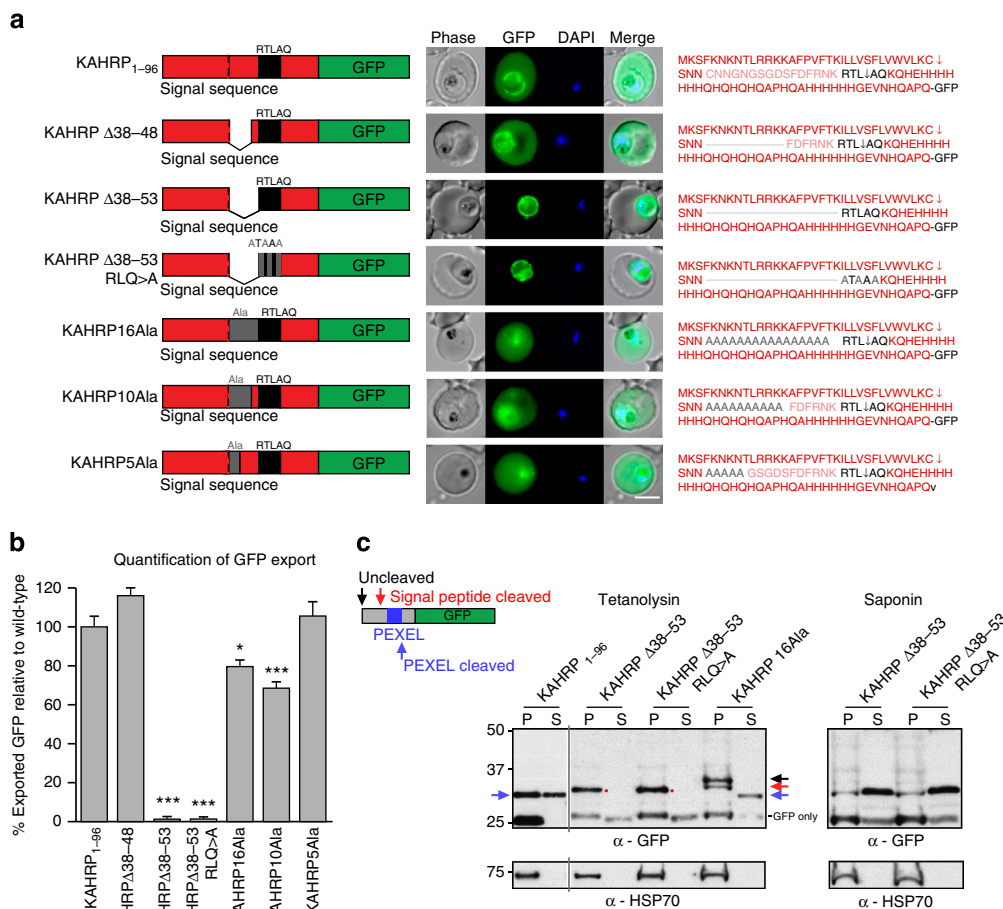 a
Phase GFP DAPI Merge
KAHRP1–96
RTLAQ
GFP
Signal sequence
MKSFKNKNTLRRKKAFPVFTKILLVSFLVWVLKC↓
SNN CNNGNGSGDSFDFRNK RTL↓AQKQHEHHHH
HHHQHQHQHQAPHQAHHHHHHGEVNHQAPQ-GFP
KAHRP Δ38–48
RTLAQ
GFP
Signal sequence
MKSFKNKNTLRRKKAFPVFTKILLVSFLVWVLKC↓
SNN FDFRNK RTL↓AQKQHEHHHH
HHHQHQHQHQAPHQAHHHHHHGEVNHQAPQ-GFP
KAHRP Δ38–53
RTLAQ
GFP
Signal sequence
MKSFKNKNTLRRKKAFPVFTKILLVSFLVWVLKC↓
SNN RTLAQKQHEHHHH
HHHQHQHQHQAPHQAHHHHHHGEVNHQAPQ-GFP
KAHRP Δ38–53
RLQ>A
ATAAA
GFP
Signal sequence
MKSFKNKNTLRRKKAFPVFTKILLVSFLVWVLKC↓
SNN ATAAAKQHEHHHH
HHHQHQHQHQAPHQAHHHHHHGEVNHQAPQ-GFP
KAHRP16Ala
Ala RTLAQ
GFP
Signal sequence
MKSFKNKNTLRRKKAFPVFTKILLVSFLVWVLKC↓
SNN AAAAAAAAAAAAAAAA RTL↓AQKQHEHHHH
HHHQHQHQHQAPHQAHHHHHHGEVNHQAPQ-GFP
KAHRP10Ala
Ala RTLAQ
GFP
Signal sequence
MKSFKNKNTLRRKKAFPVFTKILLVSFLVWVLKC↓
SNN AAAAAAAAAA FDFRNK RTL↓AQKQHEHHHH
HHHQHQHQHQAPHQAHHHHHHGEVNHQAPQ-GFP
KAHRP5Ala
Ala RTLAQ
GFP
Signal sequence
MKSFKNKNTLRRKKAFPVFTKILLVSFLVWVLKC↓
SNN AAAAA GSGDSFDFRNK RTL↓AQKQHEHHHH
HHHQHQHQHQAPHQAHHHHHHGEVNHQAPQv
b
Quantification of GFP export
% Exported GFP relative to wild-type
120
100
80
60
40
20
0
*** *** * ***
KAHRP1–96
HRPΔ38–48
HRPΔ38–53
HRPΔ38–53
RLQ>A
AHRP16Ala
AHRP10Ala
KAHRP5Ala
c
Uncleaved
Signal peptide cleaved
GFP
PEXEL
PEXEL cleaved
Tetanolysin
Saponin
KAHRP 1–96
KAHRP Δ38–53
KAHRP Δ38–53
RLQ>A
KAHRP 16Ala
KAHRP Δ38–53
KAHRP Δ38–53
RLQ>A
P S P S P S P S
P S P S
50
37
25
GFP only
α - GFP
α - GFP
75
α - HSP70
α - HSP70